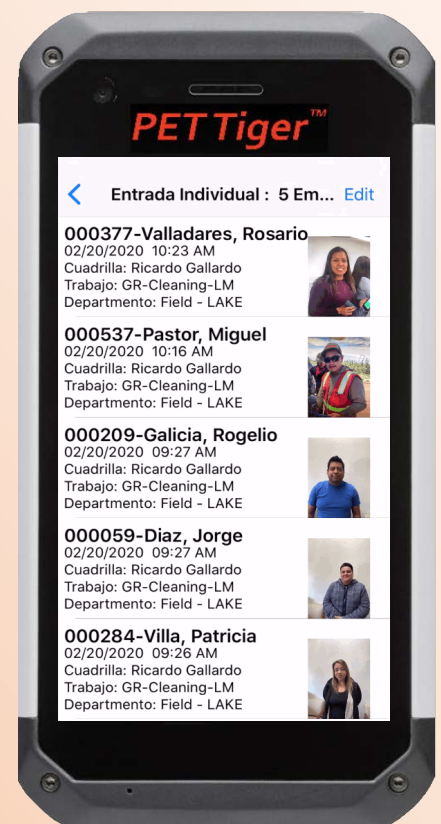 PET Tiger™
Entrada Individual : 5 Em... Edit
000377-Valladares, Rosario
02/20/2020 10:23 AM
Cuadrilla: Ricardo Gallardo
Trabajo: GR-Cleaning-LM
Departmento: Field - LAKE
000537-Pastor, Miguel
02/20/2020 10:16 AM
Cuadrilla: Ricardo Gallardo
Trabajo: GR-Cleaning-LM
Departmento: Field - LAKE
000209-Galicia, Rogelio
02/20/2020 09:27 AM
Cuadrilla: Ricardo Gallardo
Trabajo: GR-Cleaning-LM
Departmento: Field - LAKE
000059-Diaz, Jorge
02/20/2020 09:27 AM
Cuadrilla: Ricardo Gallardo
Trabajo: GR-Cleaning-LM
Departmento: Field - LAKE
000284-Villa, Patricia
02/20/2020 09:26 AM
Cuadrilla: Ricardo Gallardo
Trabajo: GR-Cleaning-LM
Departmento: Field - LAKE